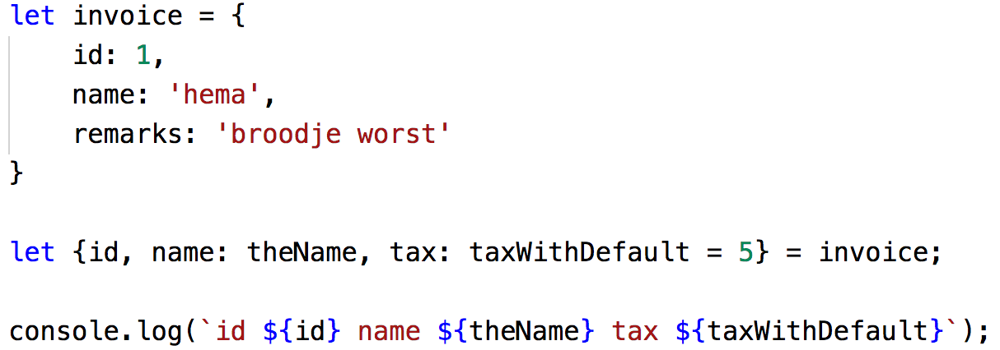 let invoice = {
    id: 1,
    name: 'hema',
    remarks: 'broodje worst'
}

let {id, name: theName, tax: taxWithDefault = 5} = invoice;

console.log(`id ${id} name ${theName} tax ${taxWithDefault}`);